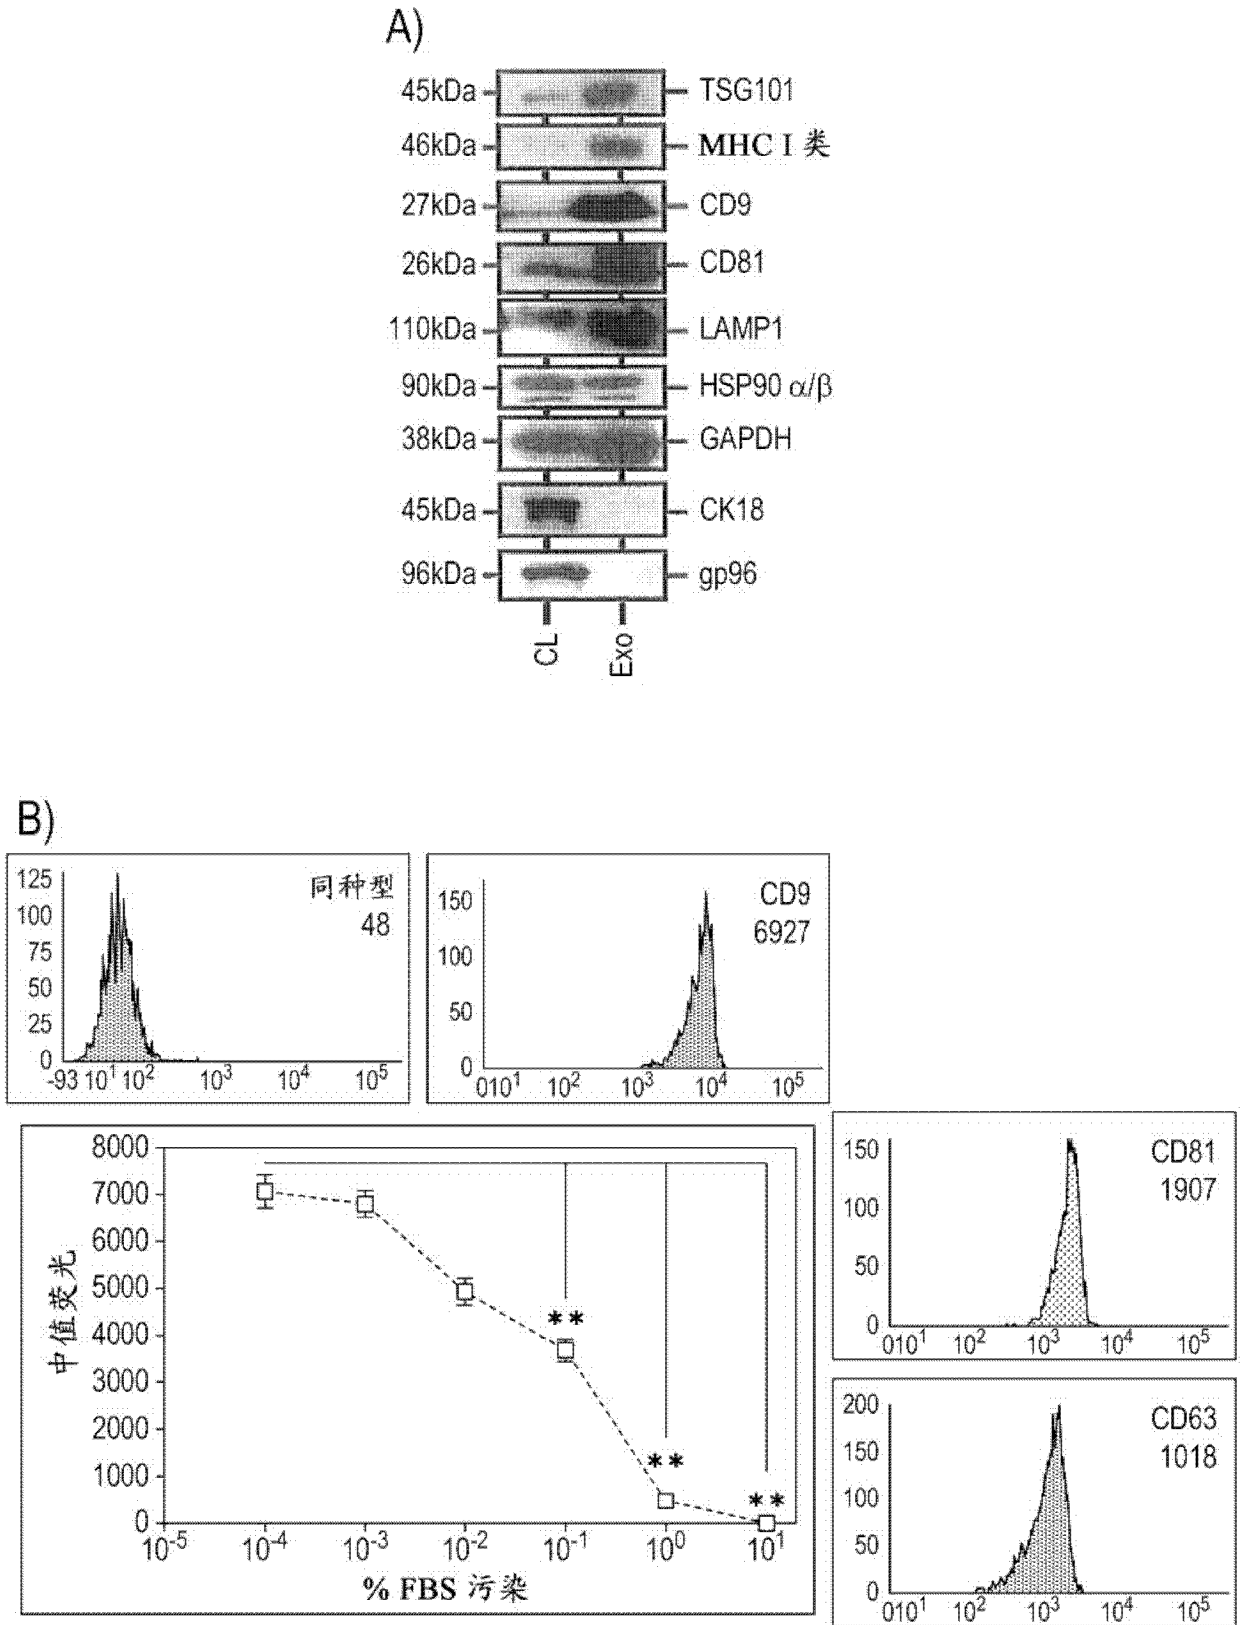 A)
45kDa TSG101
46kDa MHC I 类
27kDa CD9
26kDa CD81
110kDa LAMP1
90kDa HSP90 α/β
38kDa GAPDH
45kDa CK18
96kDa gp96
CL Exo
B)
同种型
48
125
100
75
50
25
0
-93 10¹ 10² 10³ 10⁴ 10⁵
CD9
6927
150
100
50
0
010¹ 10² 10³ 10⁴ 10⁵
8000
7000
6000
5000
4000
3000
2000
1000
0
中值荧光
**
**
**
10⁻⁵ 10⁻⁴ 10⁻³ 10⁻² 10⁻¹ 10⁰ 10¹
% FBS 污染
CD81
1907
150
100
50
0
010¹ 10² 10³ 10⁴ 10⁵
CD63
1018
200
150
100
50
0
010¹ 10² 10³ 10⁴ 10⁵